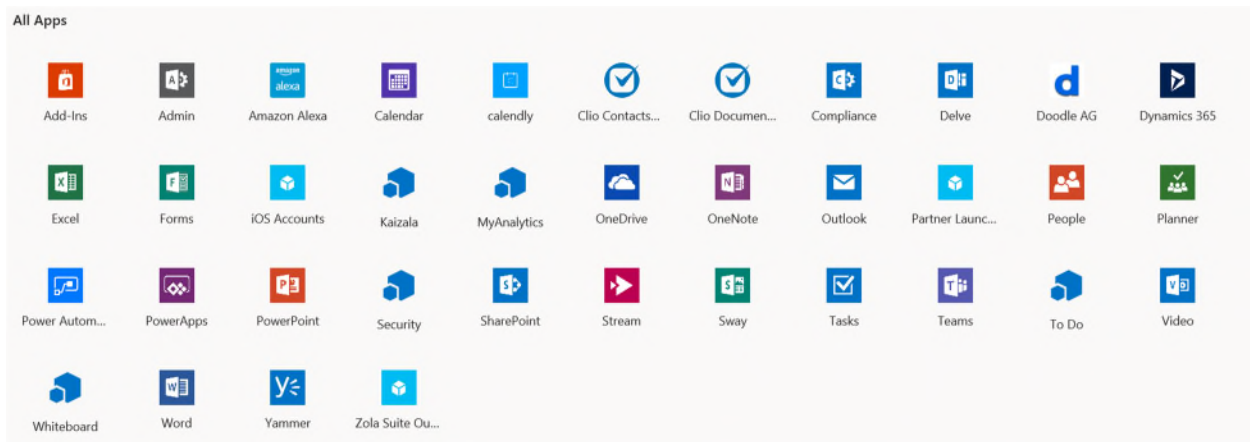 All Apps
amazon
alexa
Add-Ins Admin Amazon Alexa Calendar calendly Clio Contacts... Clio Documen... Compliance Delve Doodle AG Dynamics 365
Excel Forms iOS Accounts Kaizala MyAnalytics OneDrive OneNote Outlook Partner Launc... People Planner
Power Autom... PowerApps PowerPoint Security SharePoint Stream Sway Tasks Teams To Do Video
Whiteboard Word Yammer Zola Suite Ou...